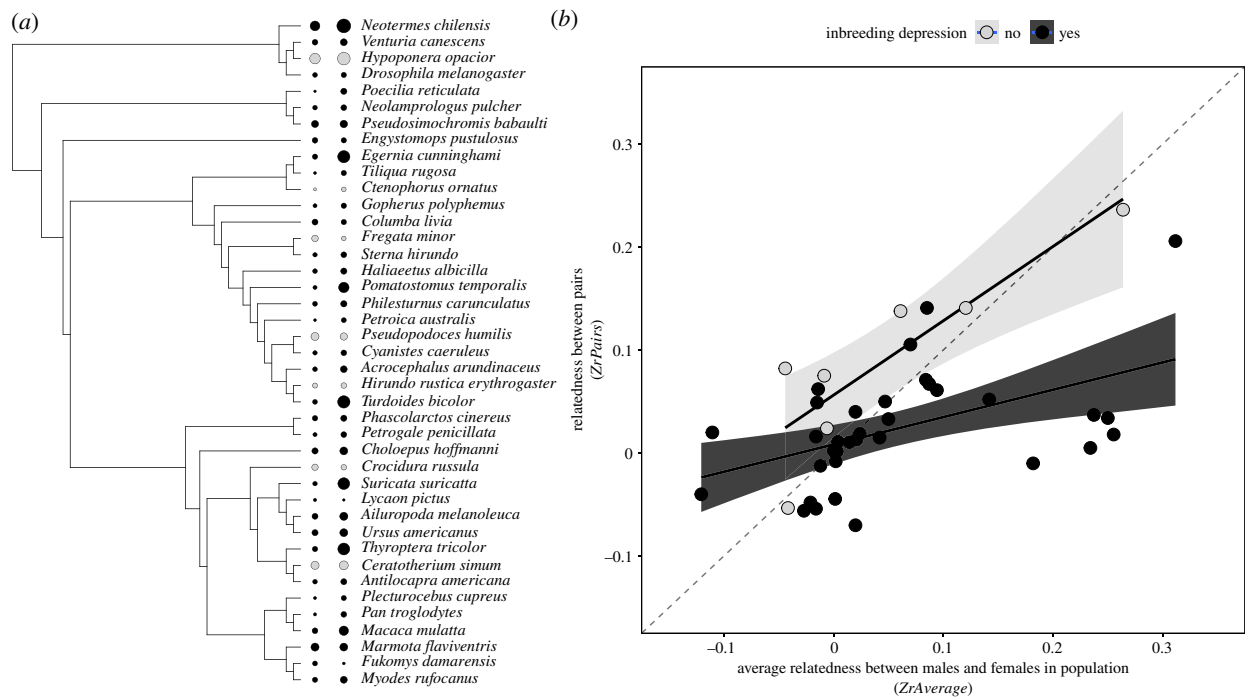 (a)
Neotermes chilensis
Venturia canescens
Hypoponera opacior
Drosophila melanogaster
Poecilia reticulata
Neolamprologus pulcher
Pseudosimochromis babaulti
Engystomops pustulosus
Egernia cunninghami
Tiliqua rugosa
Ctenophorus ornatus
Gopherus polyphemus
Columba livia
Fregata minor
Sterna hirundo
Haliaeetus albicilla
Pomatostomus temporalis
Philesturnus carunculatus
Petroica australis
Pseudopodoces humilis
Cyanistes caeruleus
Acrocephalus arundinaceus
Hirundo rustica erythrogaster
Turdoides bicolor
Phascolarctos cinereus
Petrogale penicillata
Choloepus hoffmanni
Crocidura russula
Suricata suricatta
Lycaon pictus
Ailuropoda melanoleuca
Ursus americanus
Thyroptera tricolor
Ceratotherium simum
Antilocapra americana
Plecturocebus cupreus
Pan troglodytes
Macaca mulatta
Marmota flaviventris
Fukomys damarensis
Myodes rufocanus
(b)
inbreeding depression no yes
relatedness between pairs
(ZrPairs)
0.3
0.2
0.1
0
–0.1
–0.1 0 0.1 0.2 0.3
average relatedness between males and females in population
(ZrAverage)